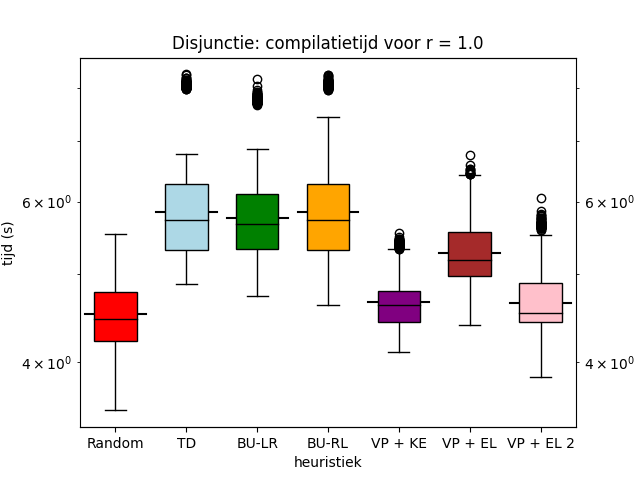 Disjunctie: compilatietijd voor r = 1.0
tijd (s)
6 × 10⁰
4 × 10⁰
6 × 10⁰
4 × 10⁰
Random TD BU-LR BU-RL VP + KE VP + EL VP + EL 2
heuristiek